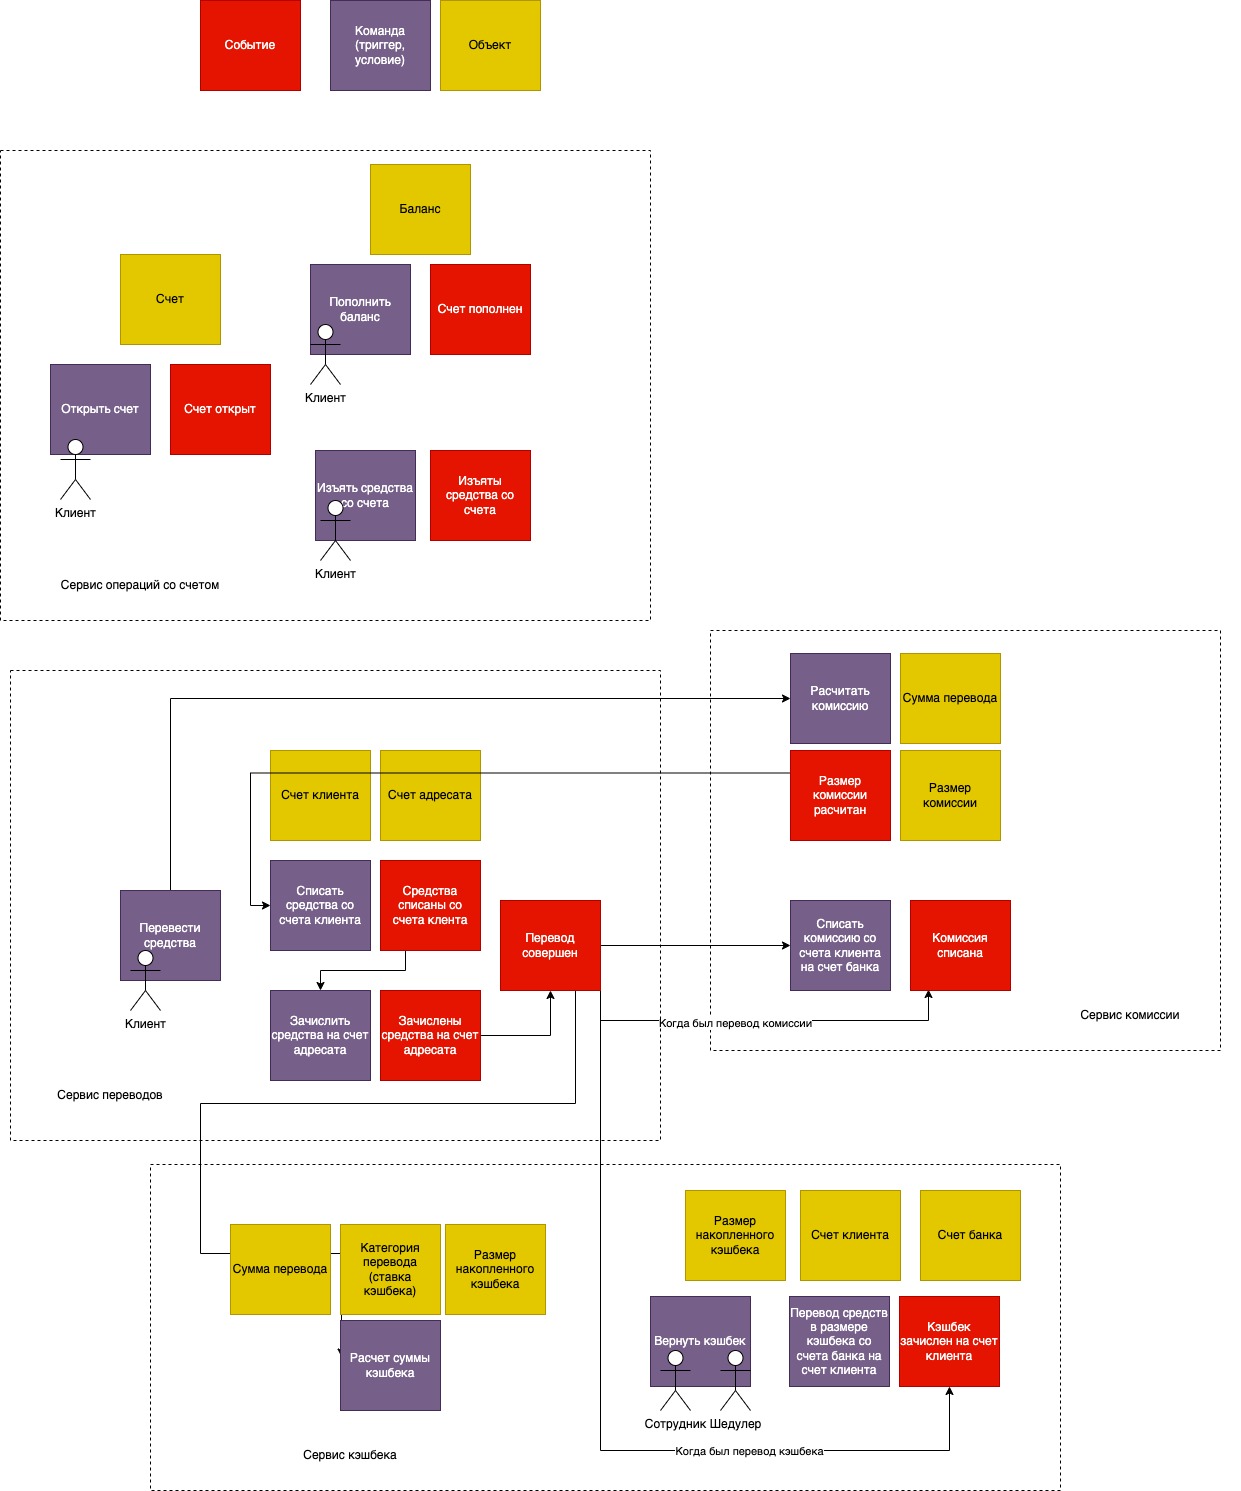 Событие
Команда
(триггер,
условие)
Объект
Баланс
Счет
Пополнить
баланс
Счет пополнен
Клиент
Открыть счет
Счет открыт
Клиент
Изъять средства
со счета
Изъяты
средства со
счета
Клиент
Сервис операций со счетом
Расчитать
комиссию
Сумма перевода
Размер
комиссии
расчитан
Размер
комиссии
Счет клиента
Счет адресата
Списать
средства со
счета клиента
Средства
списаны со
счета клента
Перевести
средства
Клиент
Перевод
совершен
Списать
комиссию со
счета клиента
на счет банка
Комиссия
списана
Зачислить
средства на счет
адресата
Зачислены
средства на счет
адресата
Когда был перевод комиссии
Сервис комиссии
Сервис переводов
Сумма перевода
Категория
перевода
(ставка
кэшбека)
Размер
накопленного
кэшбека
Расчет суммы
кэшбека
Размер
накопленного
кэшбека
Счет клиента
Счет банка
Вернуть кэшбек
Перевод средств
в размере
кэшбека со
счета банка на
счет клиента
Кэшбек
зачислен на счет
клиента
Сотрудник Шедулер
Когда был перевод кэшбека
Сервис кэшбека